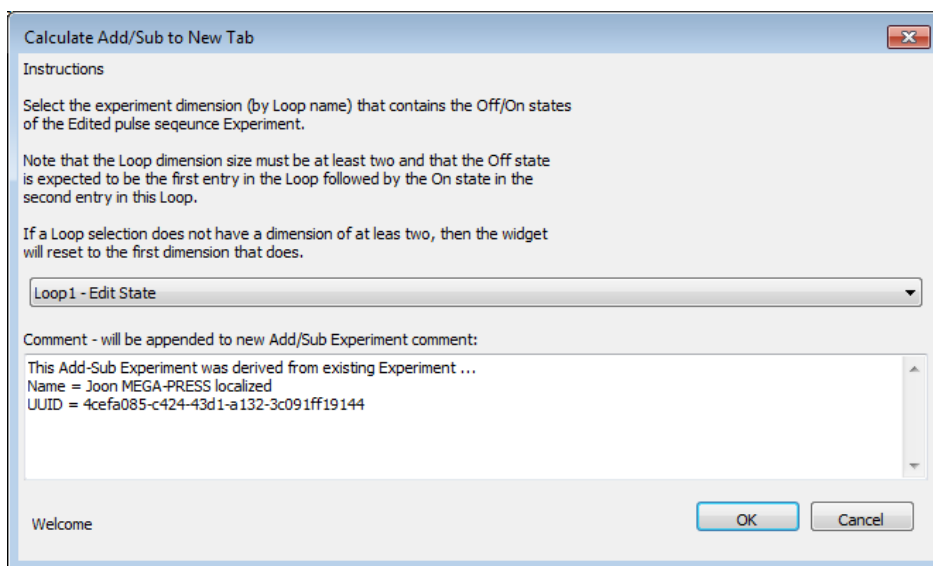 Calculate Add/Sub to New Tab
Instructions
Select the experiment dimension (by Loop name) that contains the Off/On states
of the Edited pulse seqeunce Experiment.
Note that the Loop dimension size must be at least two and that the Off state
is expected to be the first entry in the Loop followed by the On state in the
second entry in this Loop.
If a Loop selection does not have a dimension of at leas two, then the widget
will reset to the first dimension that does.
Loop1 - Edit State
Comment - will be appended to new Add/Sub Experiment comment:
This Add-Sub Experiment was derived from existing Experiment ...
Name = Joon MEGA-PRESS localized
UUID = 4cefa085-c424-43d1-a132-3c091ff19144
Welcome
OK
Cancel